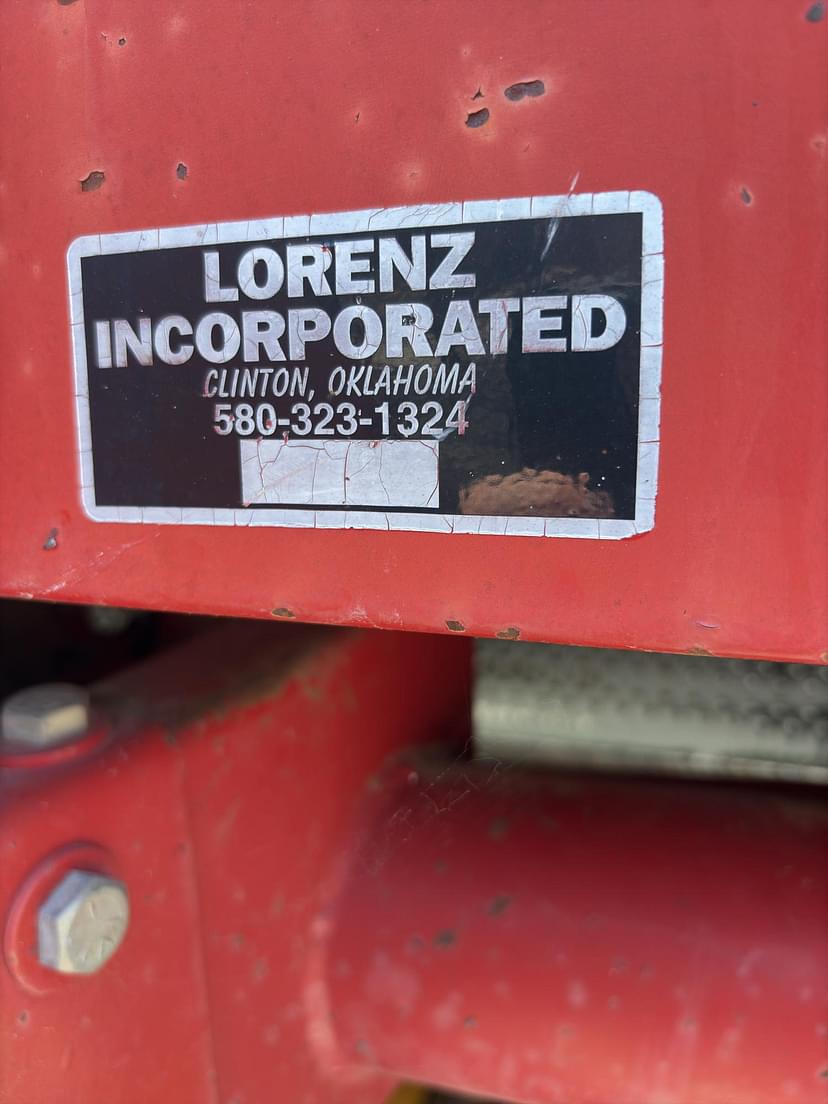 LORENZ
INCORPORATED
CLINTON, OKLAHOMA
580-323-1324